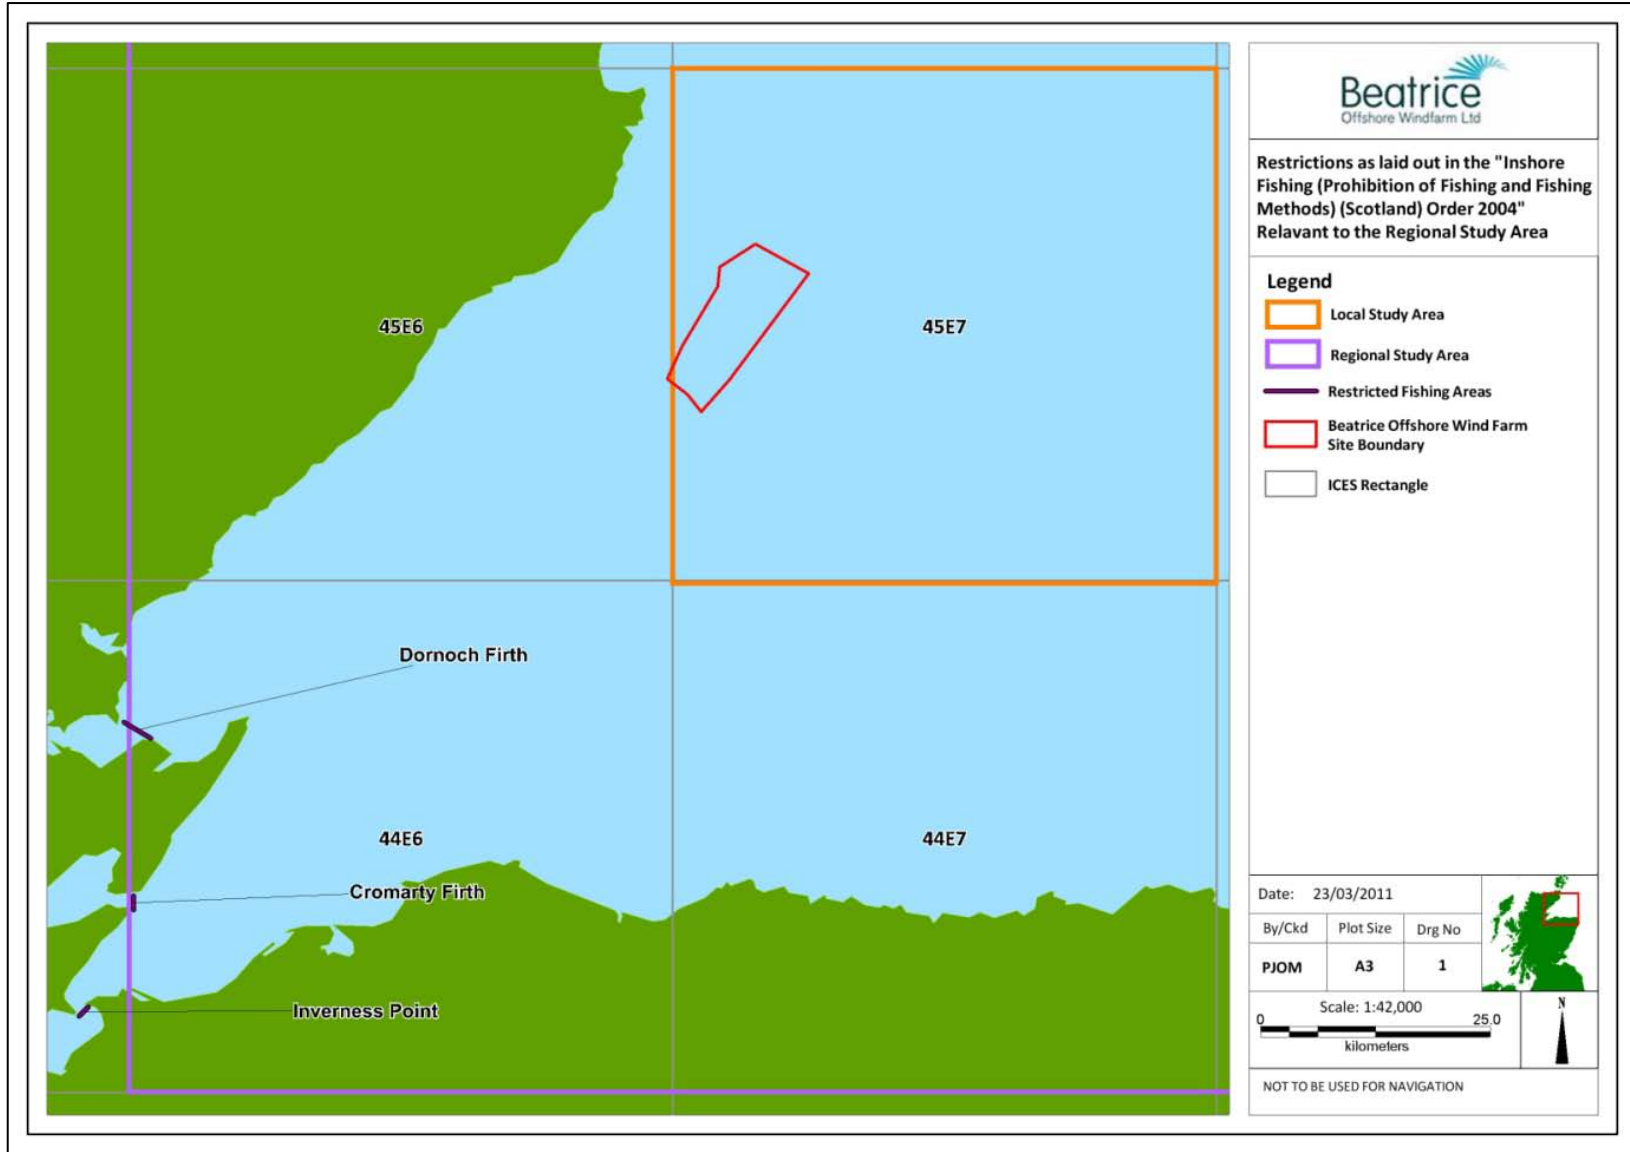 45E6
45E7
Dornoch Firth
44E6
44E7
Cromarty Firth
Inverness Point
Beatrice
Offshore Windfarm Ltd
Restrictions as laid out in the "Inshore
Fishing (Prohibition of Fishing and Fishing
Methods) (Scotland) Order 2004"
Relavant to the Regional Study Area
Legend
Local Study Area
Regional Study Area
Restricted Fishing Areas
Beatrice Offshore Wind Farm
Site Boundary
ICES Rectangle
Date: 23/03/2011
By/Ckd Plot Size Drg No
PJOM A3 1
Scale: 1:42,000
0 25.0
kilometers
N
NOT TO BE USED FOR NAVIGATION